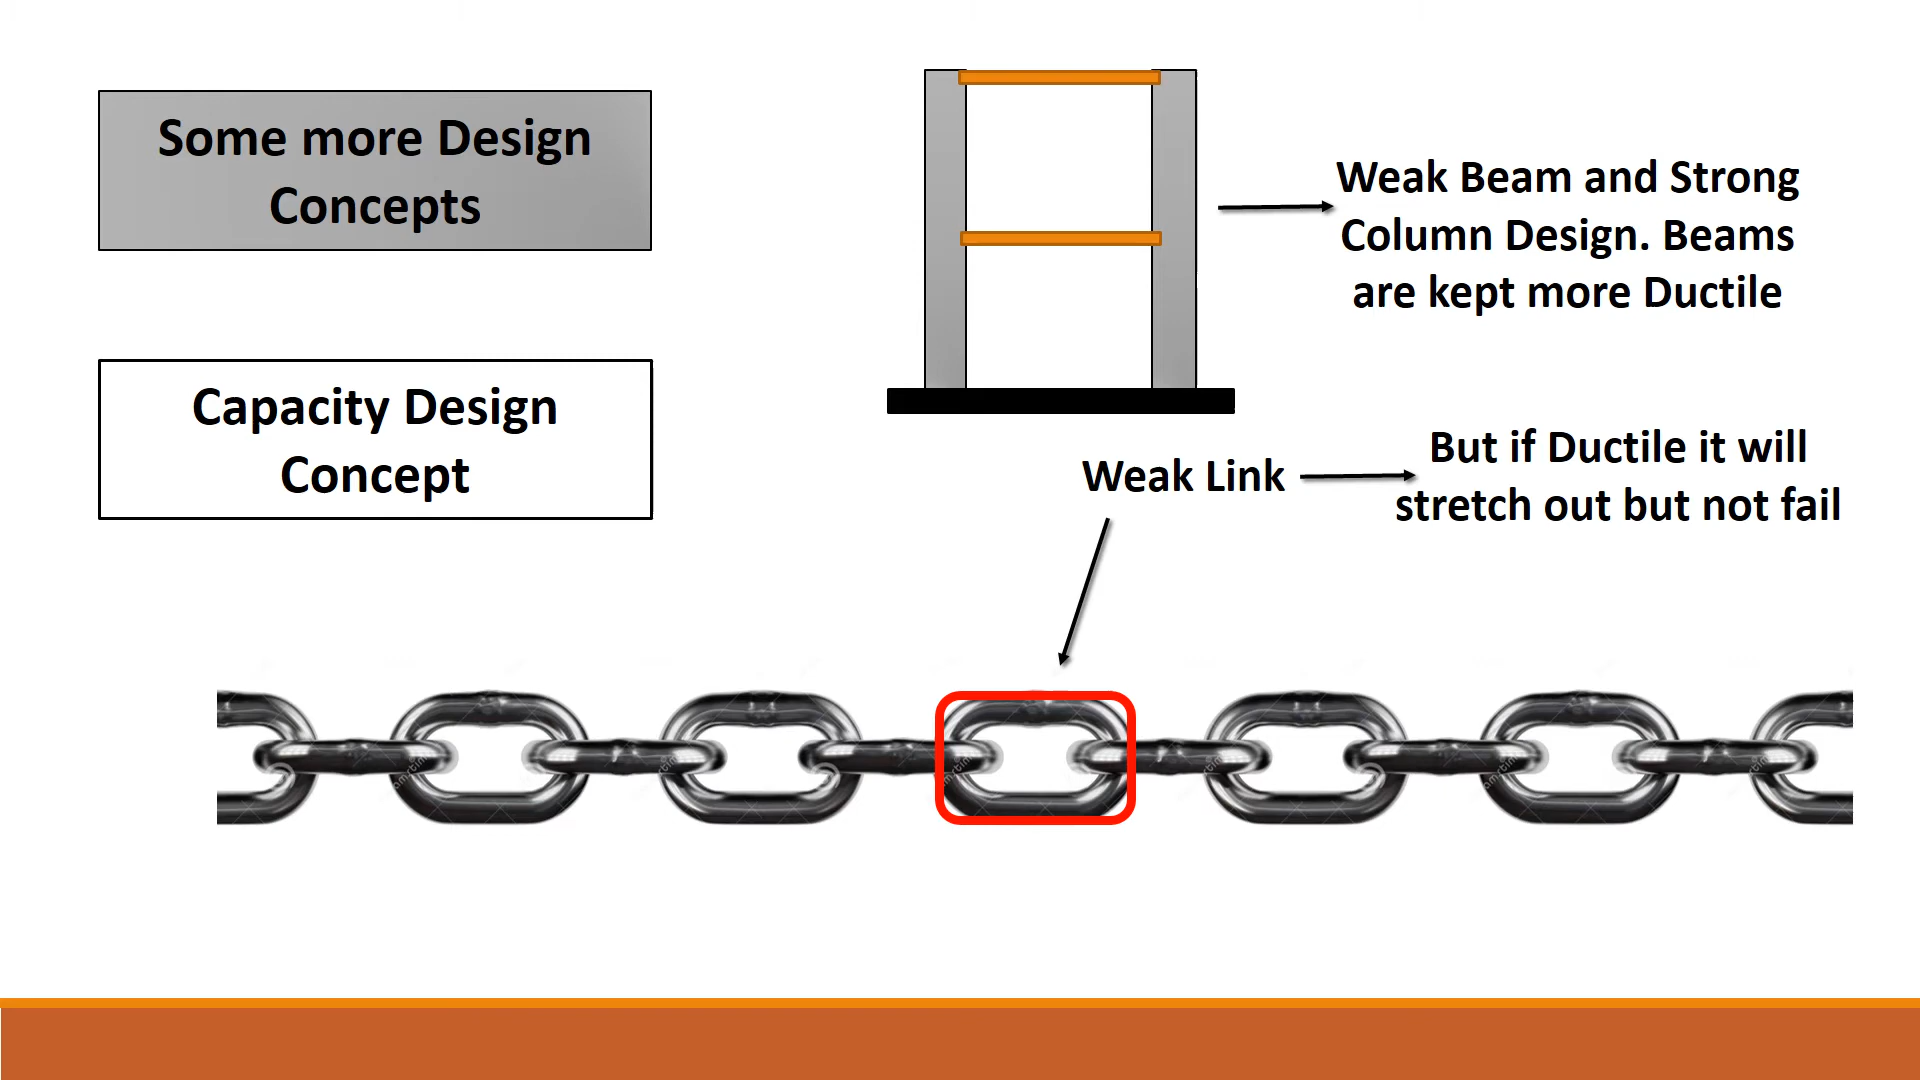 Some more Design
Concepts
Weak Beam and Strong
Column Design. Beams
are kept more Ductile
Capacity Design
Concept
Weak Link
But if Ductile it will
stretch out but not fail